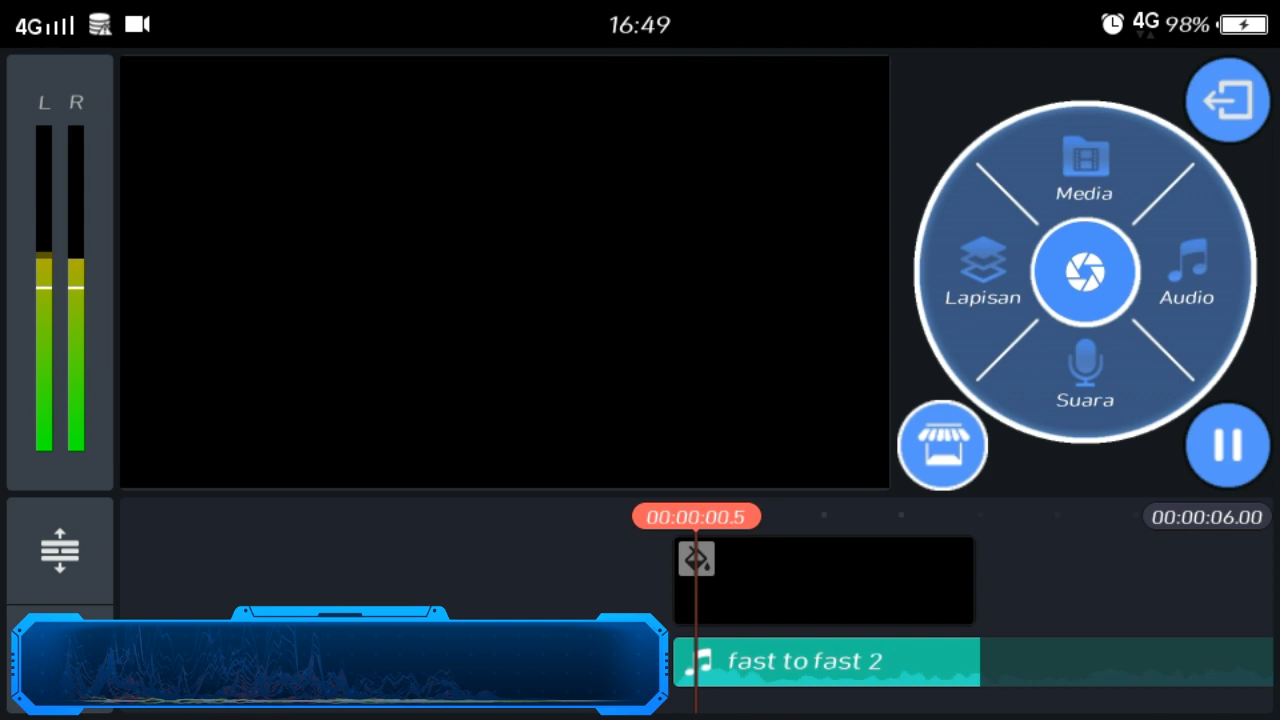 4G 16:49 4G 98%
L R
Media
Lapisan
Audio
Suara
00:00:00.5
00:00:06.00
fast to fast 2